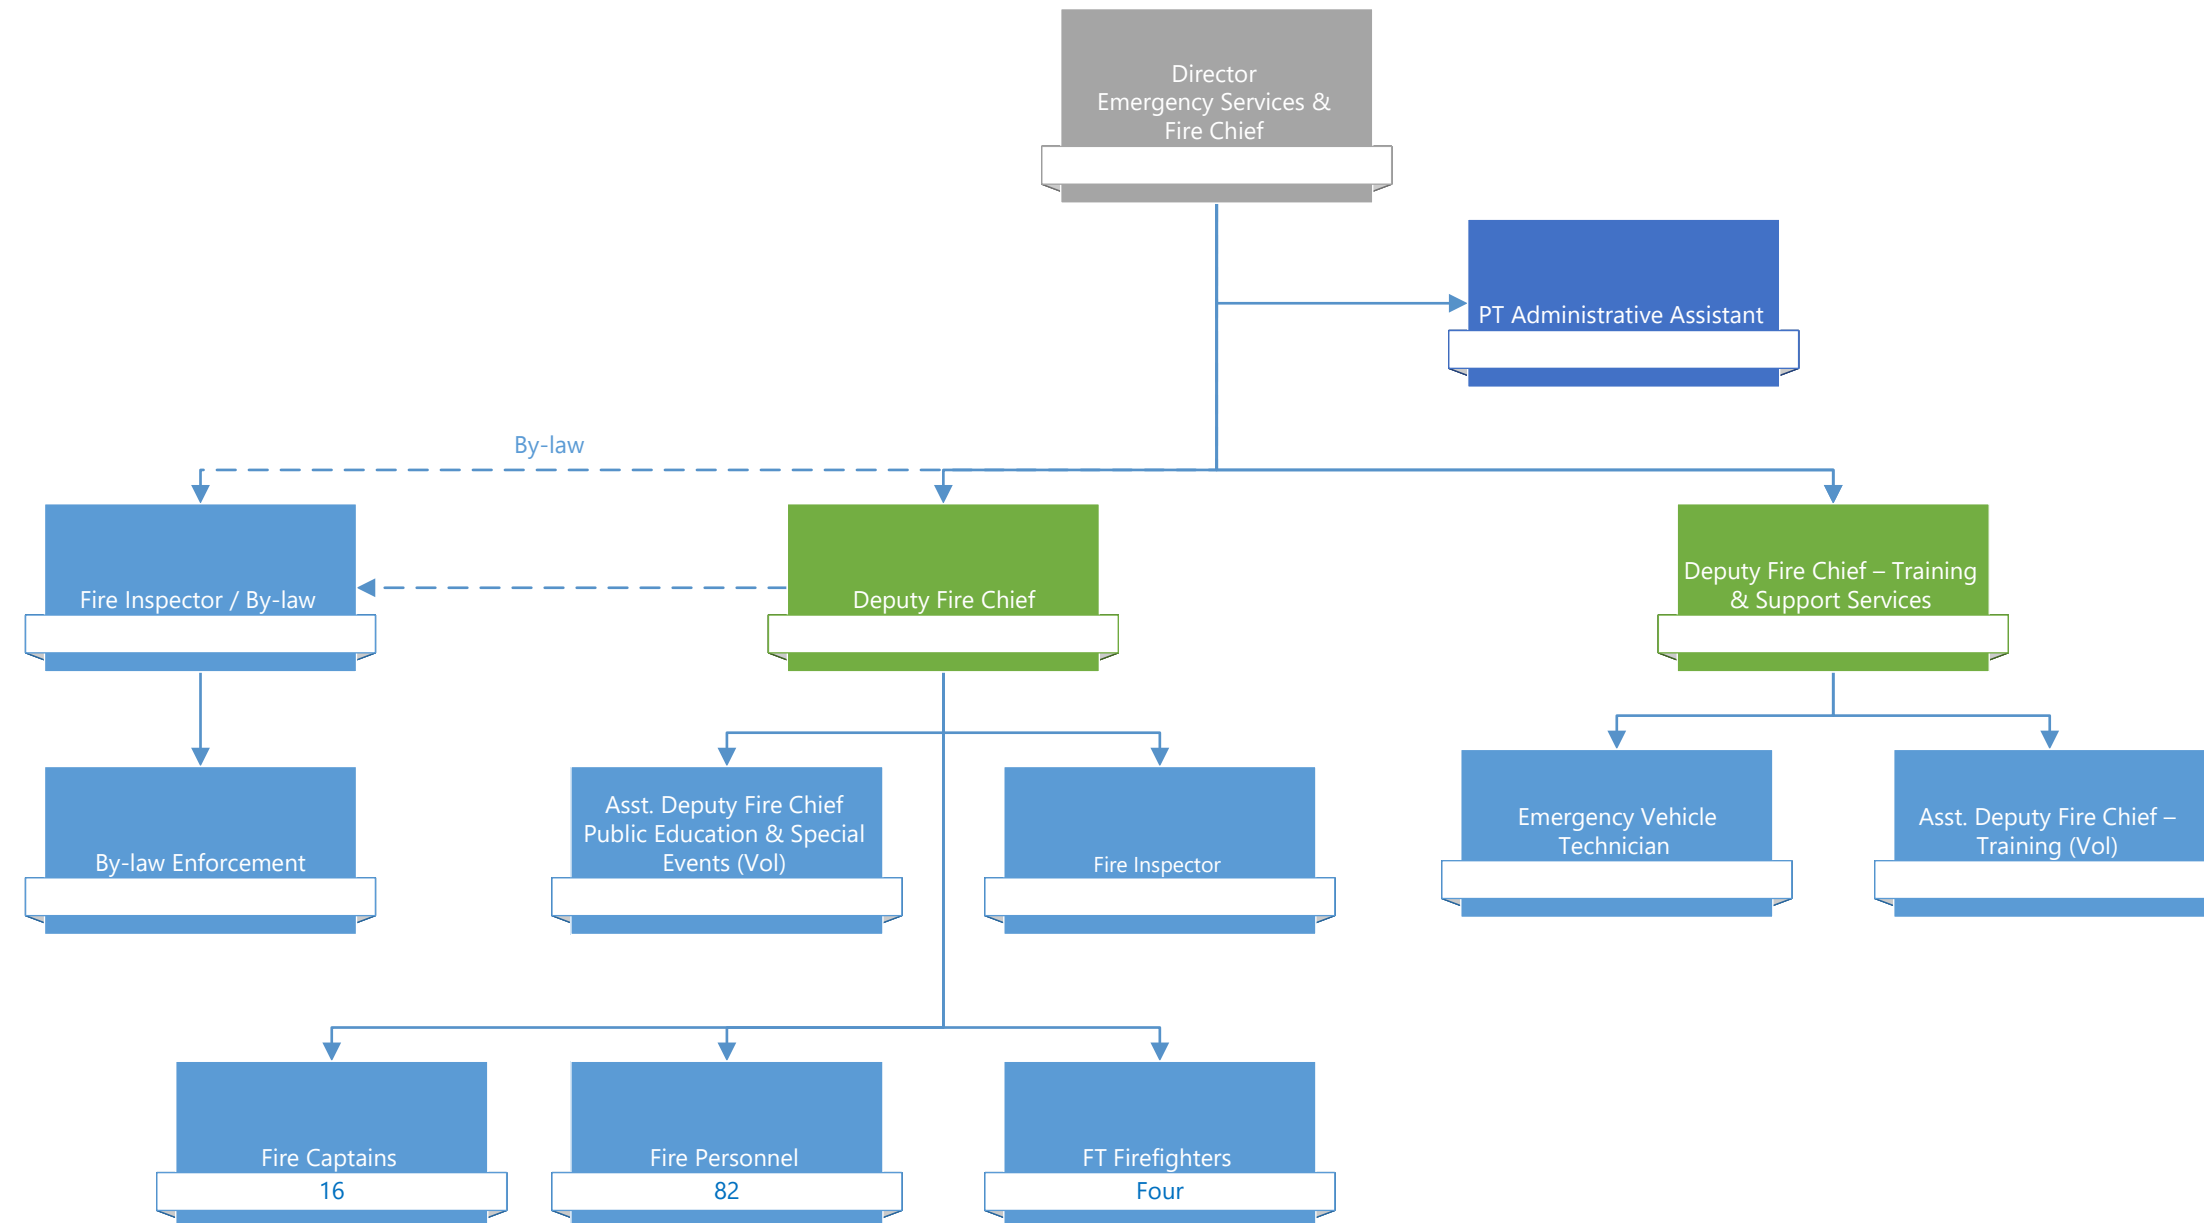 Director
Emergency Services &
Fire Chief
PT Administrative Assistant
By-law
Fire Inspector / By-law
Deputy Fire Chief
Deputy Fire Chief – Training
& Support Services
By-law Enforcement
Asst. Deputy Fire Chief
Public Education & Special
Events (Vol)
Fire Inspector
Emergency Vehicle
Technician
Asst. Deputy Fire Chief –
Training (Vol)
Fire Captains
16
Fire Personnel
82
FT Firefighters
Four